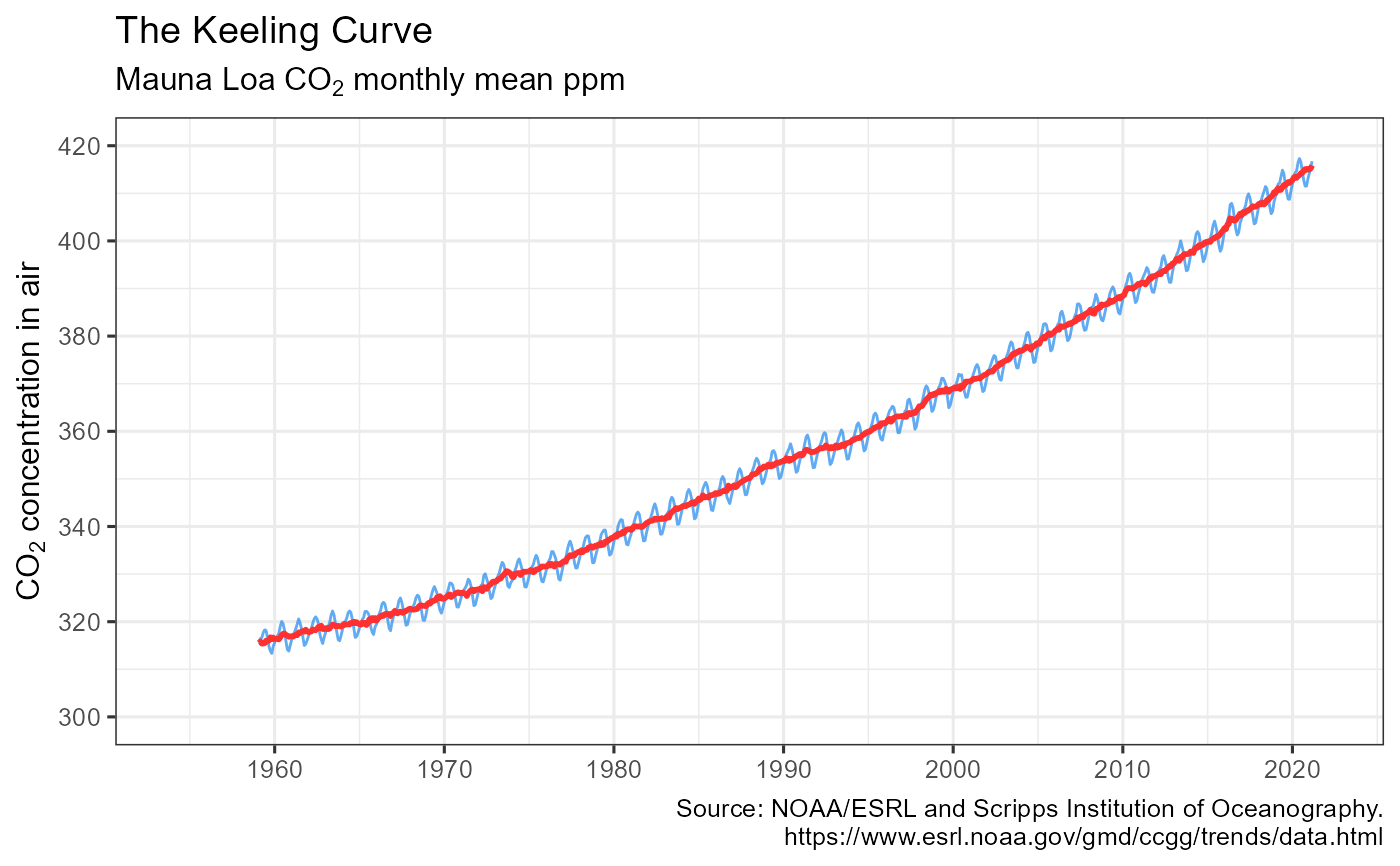 The Keeling Curve
Mauna Loa CO₂ monthly mean ppm
420
400
380
360
340
320
300
CO₂ concentration in air
1960 1970 1980 1990 2000 2010 2020
Source: NOAA/ESRL and Scripps Institution of Oceanography.
https://www.esrl.noaa.gov/gmd/ccgg/trends/data.html